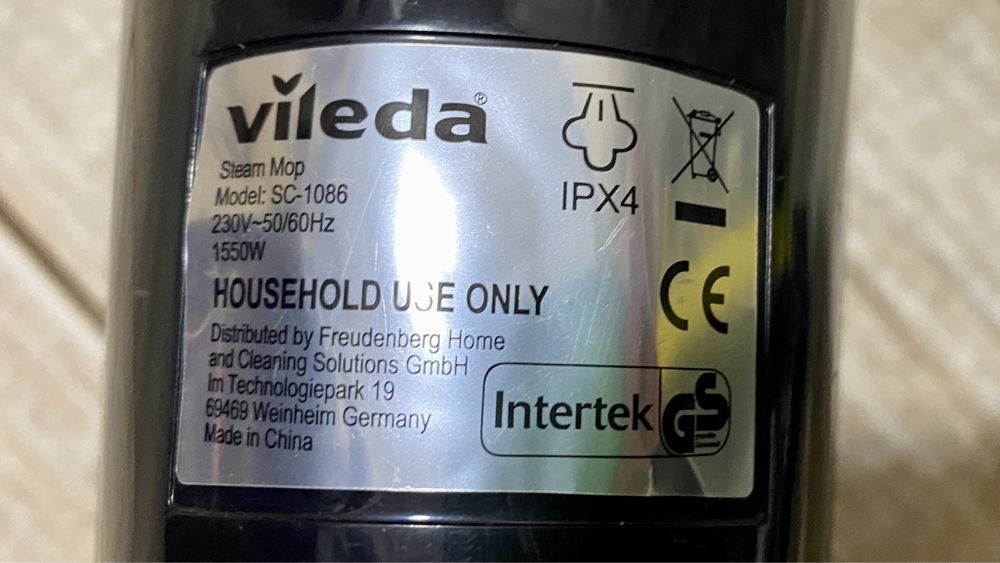 vileda®
Steam Mop
Model: SC-1086
230V~50/60Hz
1550W
IPX4
HOUSEHOLD USE ONLY
CE
Distributed by Freudenberg Home
and Cleaning Solutions GmbH
Im Technologiepark 19
69469 Weinheim Germany
Made in China
Intertek
GS